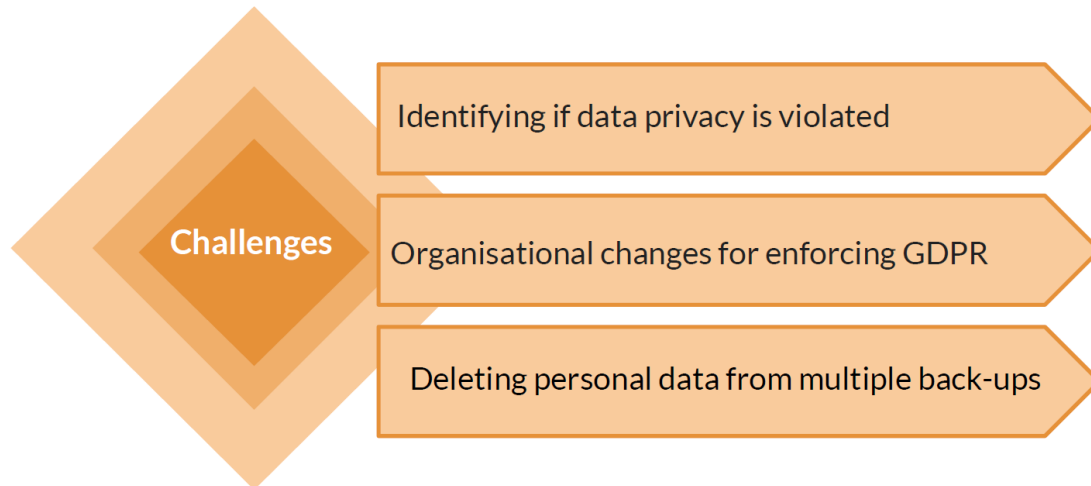 Challenges
Identifying if data privacy is violated
Organisational changes for enforcing GDPR
Deleting personal data from multiple back-ups